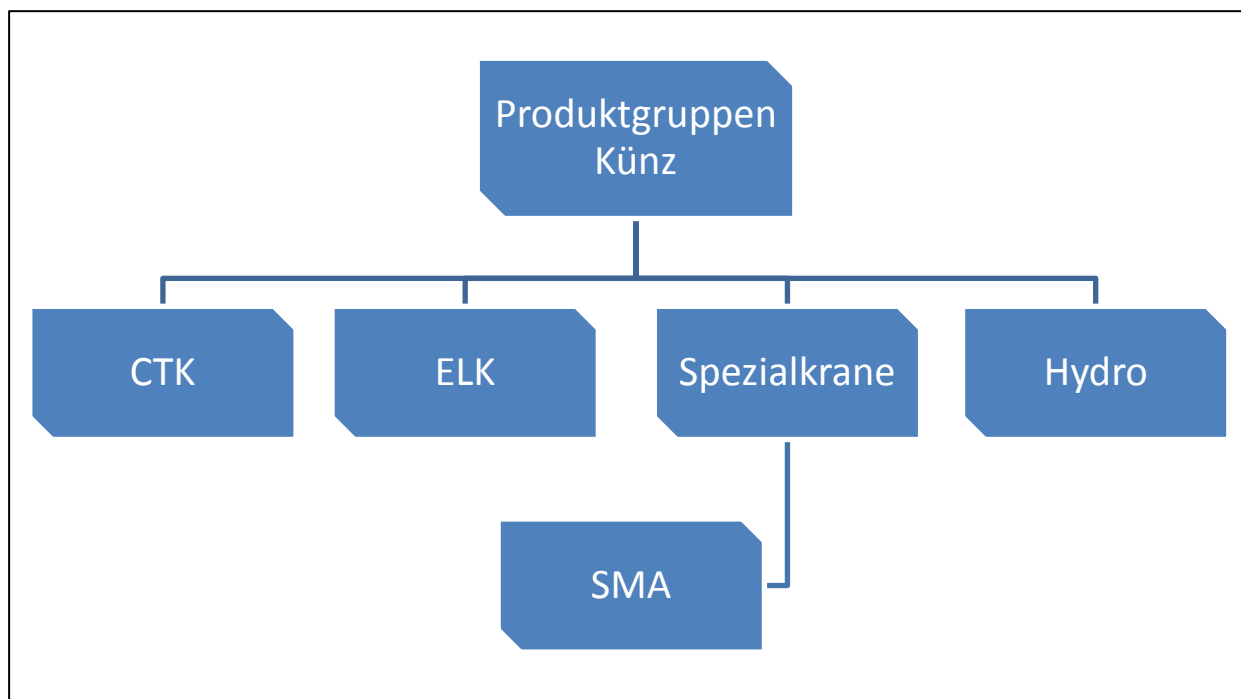 Produktgruppen
Künz
CTK
ELK
Spezialkrane
Hydro
SMA